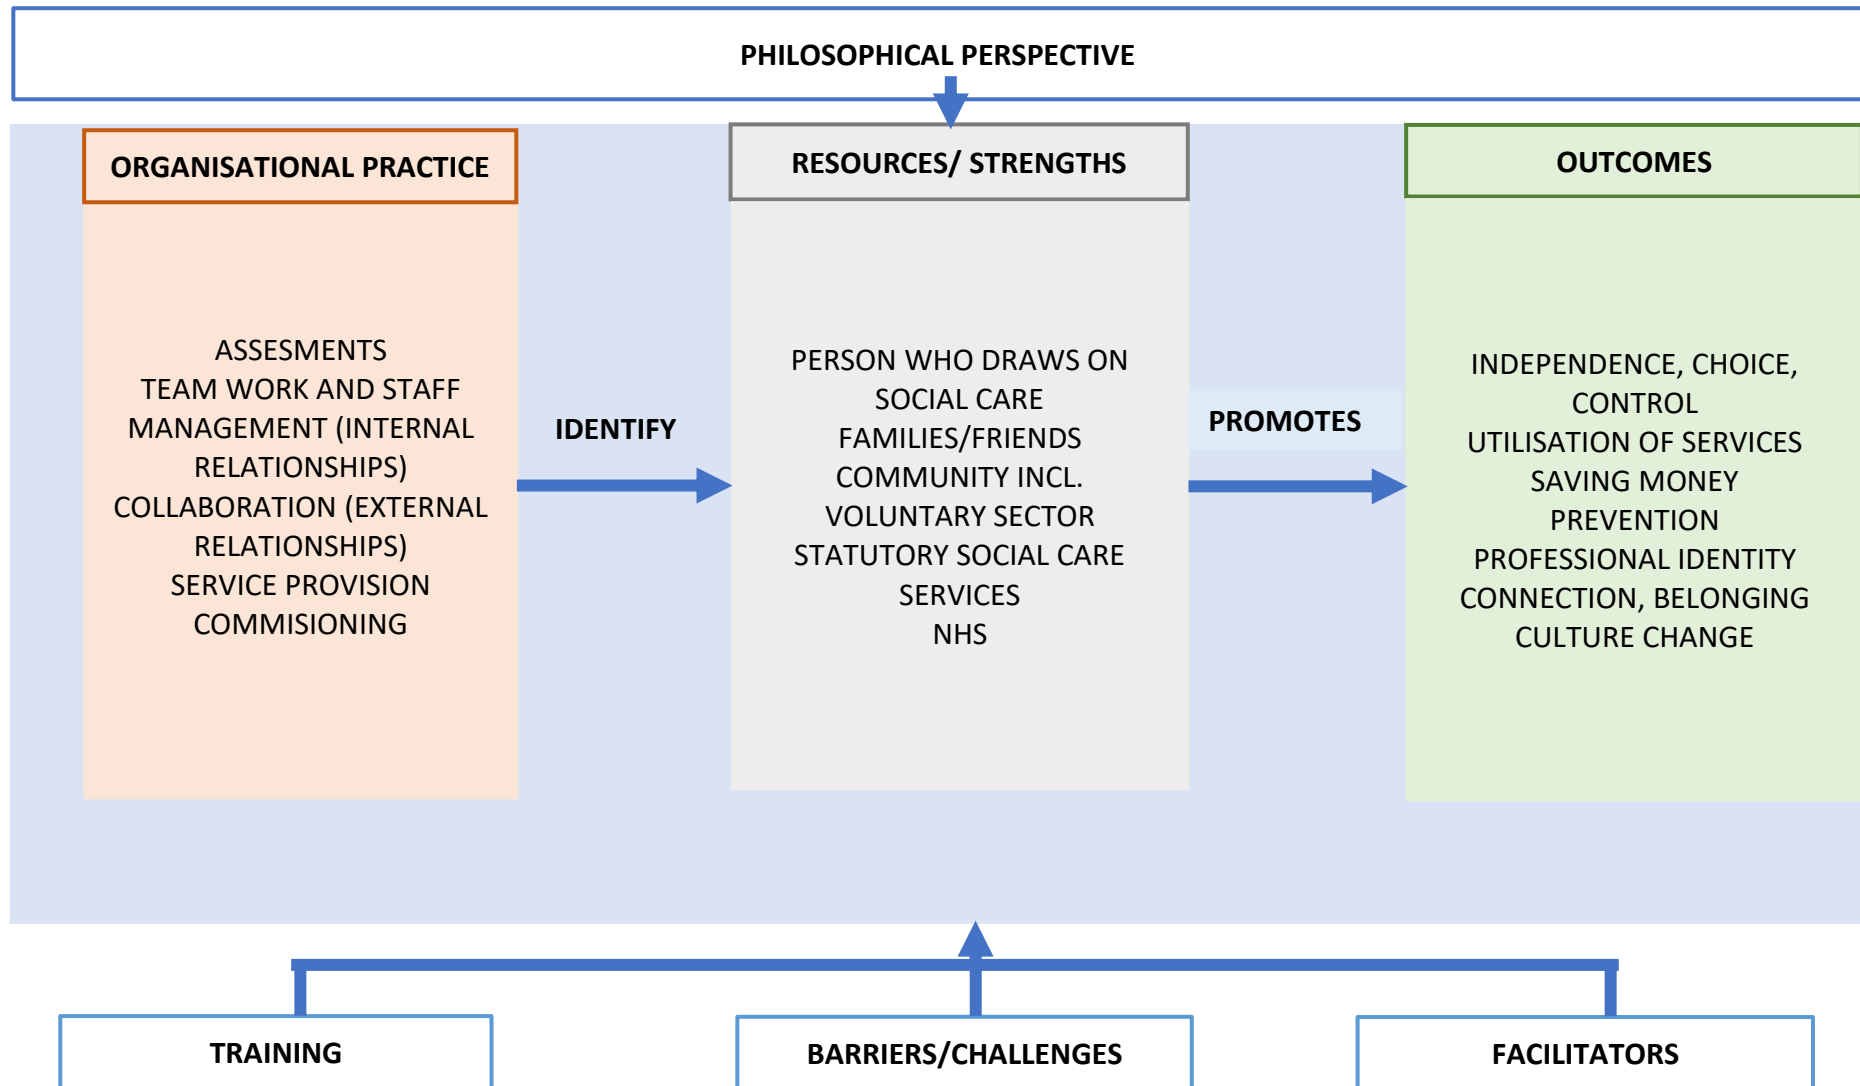 PHILOSOPHICAL PERSPECTIVE
ORGANISATIONAL PRACTICE
ASSESMENTS
TEAM WORK AND STAFF
MANAGEMENT (INTERNAL
RELATIONSHIPS)
COLLABORATION (EXTERNAL
RELATIONSHIPS)
SERVICE PROVISION
COMMISIONING
IDENTIFY
RESOURCES/ STRENGTHS
PERSON WHO DRAWS ON
SOCIAL CARE
FAMILIES/FRIENDS
COMMUNITY INCL.
VOLUNTARY SECTOR
STATUTORY SOCIAL CARE
SERVICES
NHS
PROMOTES
OUTCOMES
INDEPENDENCE, CHOICE,
CONTROL
UTILISATION OF SERVICES
SAVING MONEY
PREVENTION
PROFESSIONAL IDENTITY
CONNECTION, BELONGING
CULTURE CHANGE
TRAINING
BARRIERS/CHALLENGES
FACILITATORS